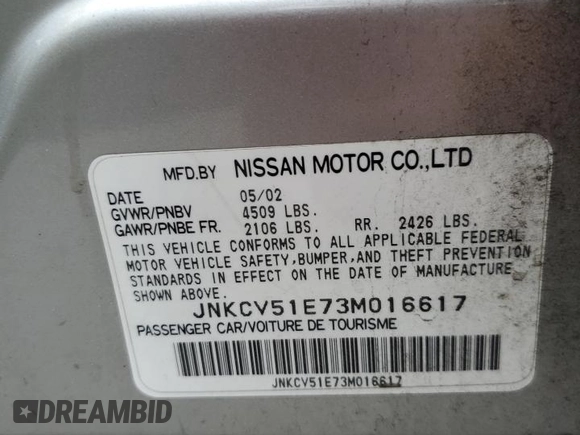 MFD.BY NISSAN MOTOR CO.,LTD
DATE 05/02
GVWR/PNBV 4509 LBS.
GAWR/PNBE FR. 2106 LBS. RR. 2426 LBS.
THIS VEHICLE CONFORMS TO ALL APPLICABLE FEDERAL
MOTOR VEHICLE SAFETY,BUMPER,AND THEFT PREVENTION
STANDARDS IN EFFECT ON THE DATE OF MANUFACTURE
SHOWN ABOVE.
JNKCV51E73M016617
PASSENGER CAR/VOITURE DE TOURISME
JNKCV51E73M016617
DREAMBID